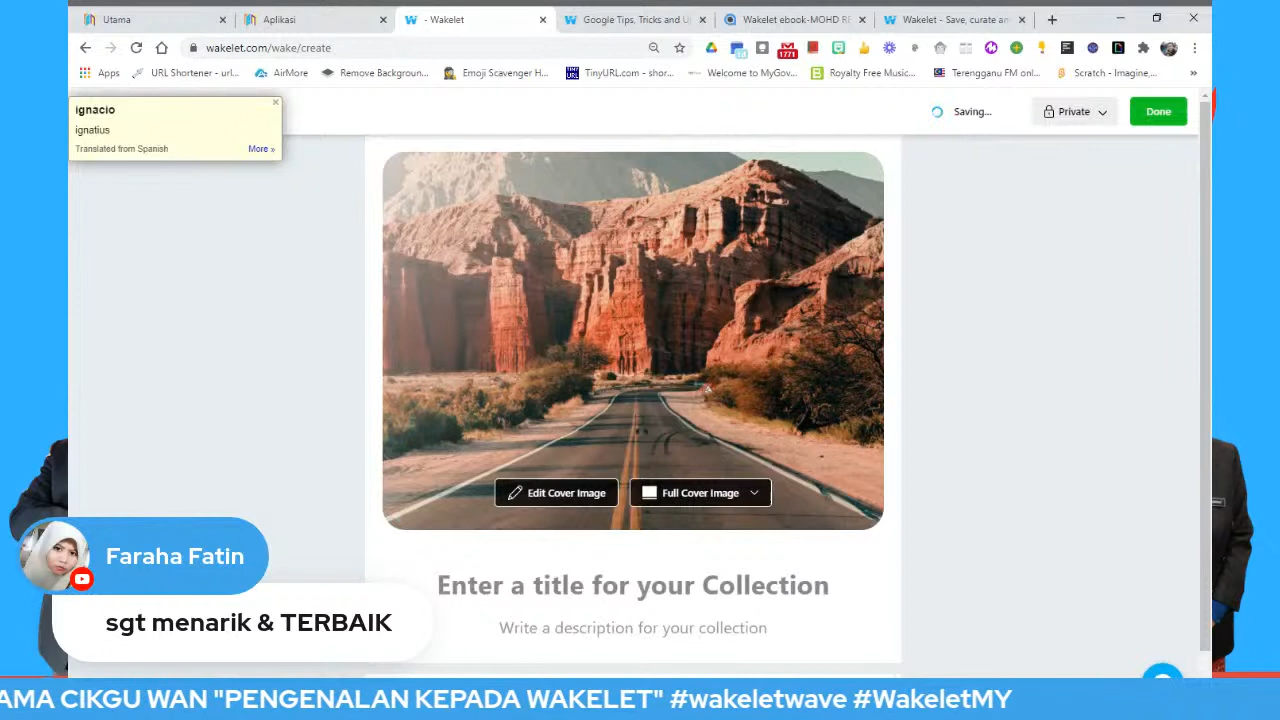 Utama
Aplikasi
- Wakelet
Google Tips, Tricks and U
Wakelet ebook-MOHD R
Wakelet - Save, curate a
wakelet.com/wake/create
1771
Apps
URL Shortener - url...
AirMore
Remove Backgroun...
Emoji Scavenger H...
TinyURL.com - shor...
Welcome to MyGov...
Royalty Free Music...
Terengganu FM onl...
Scratch - Imagine,...
ignacio
ignatius
Translated from Spanish
More »
Saving...
Private
Done
Edit Cover Image
Full Cover Image
Enter a title for your Collection
Write a description for your collection
Faraha Fatin
sgt menarik & TERBAIK
AMA CIKGU WAN "PENGENALAN KEPADA WAKELET" #wakeletwave #WakeletMY